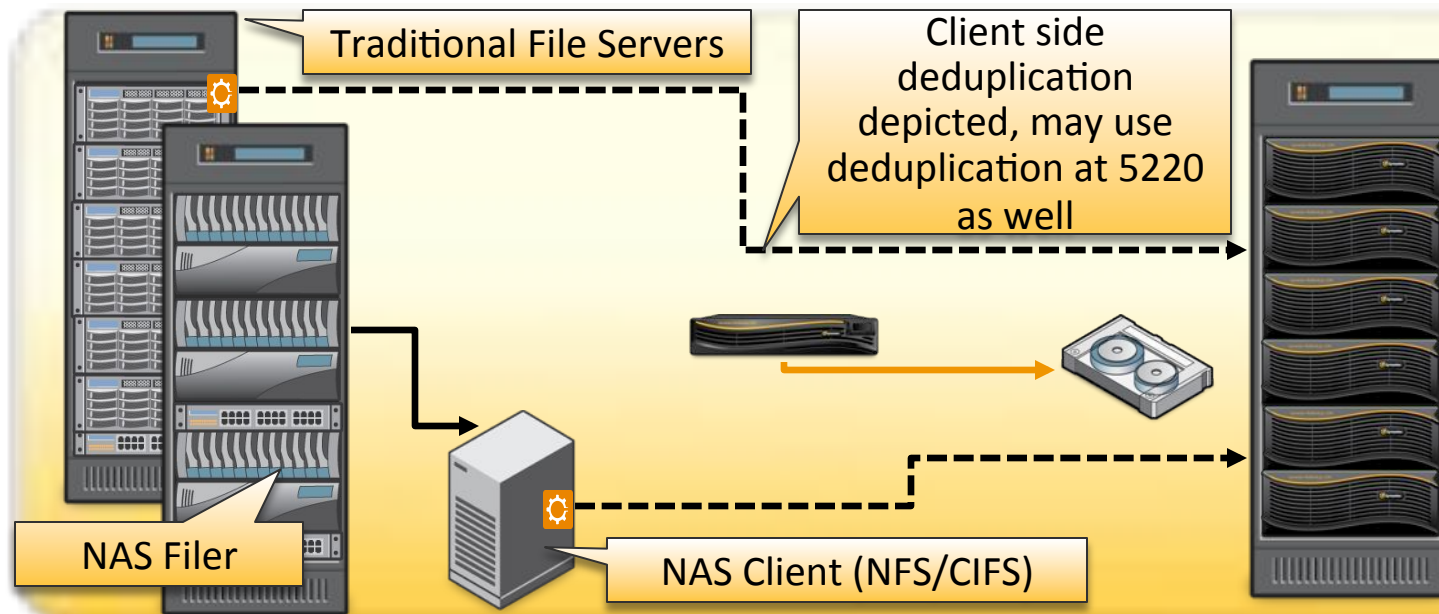 Traditional File Servers
Client side
deduplication
depicted, may use
deduplication at 5220
as well
NAS Filer
NAS Client (NFS/CIFS)